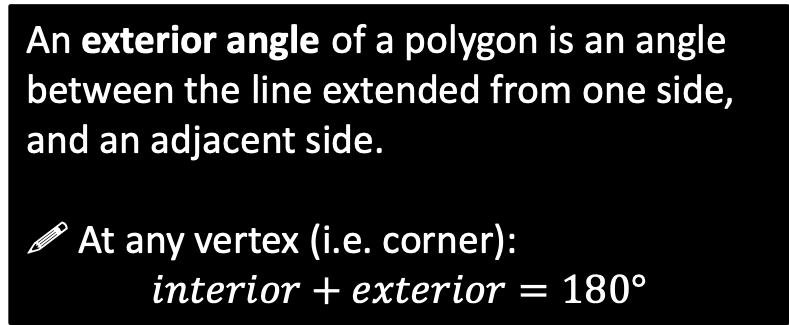 An exterior angle of a polygon is an angle
between the line extended from one side,
and an adjacent side.
✏ At any vertex (i.e. corner):
interior + exterior = 180°